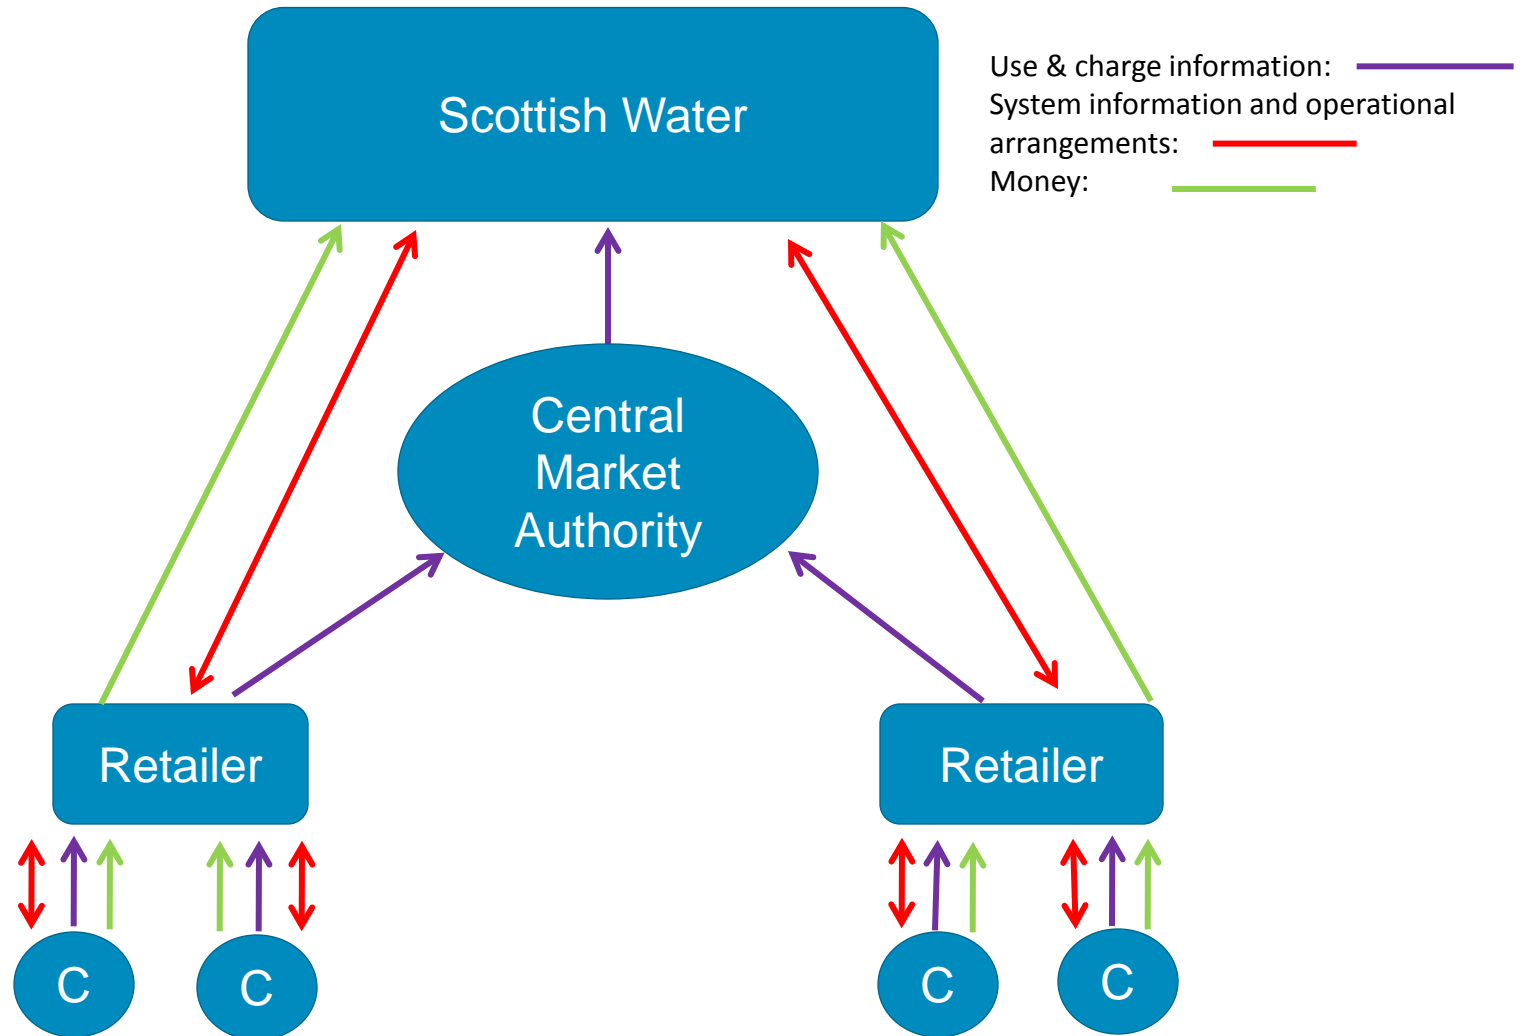 Scottish Water
Use & charge information:
System information and operational
arrangements:
Money:
Central
Market
Authority
Retailer
Retailer
C
C
C
C